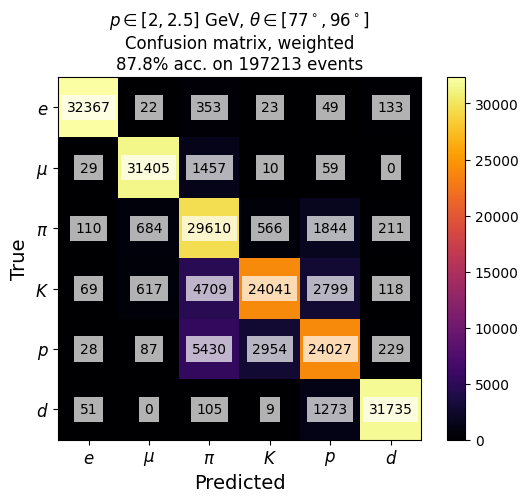 p ∈ [2, 2.5] GeV, θ ∈ [77°, 96°]
Confusion matrix, weighted
87.8% acc. on 197213 events
True
e 32367 22 353 23 49 133
μ 29 31405 1457 10 59 0
π 110 684 29610 566 1844 211
K 69 617 4709 24041 2799 118
p 28 87 5430 2954 24027 229
d 51 0 105 9 1273 31735
e μ π K p d
Predicted
30000
25000
20000
15000
10000
5000
0